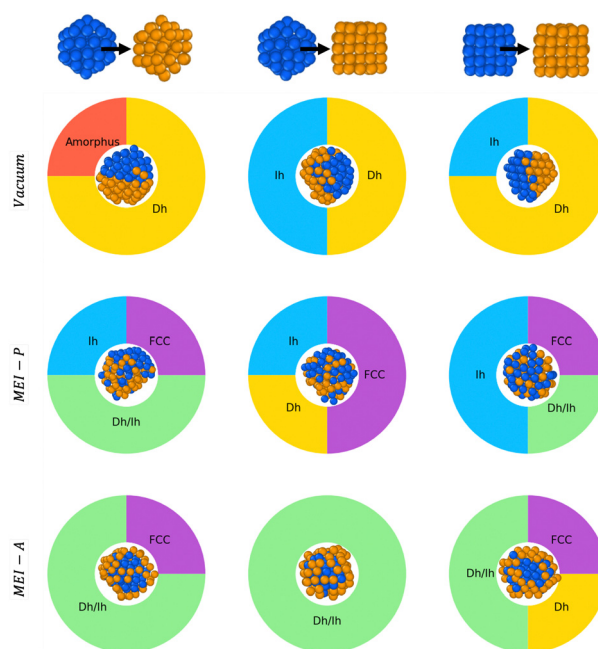 Vacuum
Amorphus
Dh
Ih
Dh
Ih
Dh
MEI - P
Ih
FCC
Dh/Ih
Ih
FCC
Dh
Ih
FCC
Dh/Ih
MEI - A
FCC
Dh/Ih
Dh/Ih
FCC
Dh/Ih
Dh